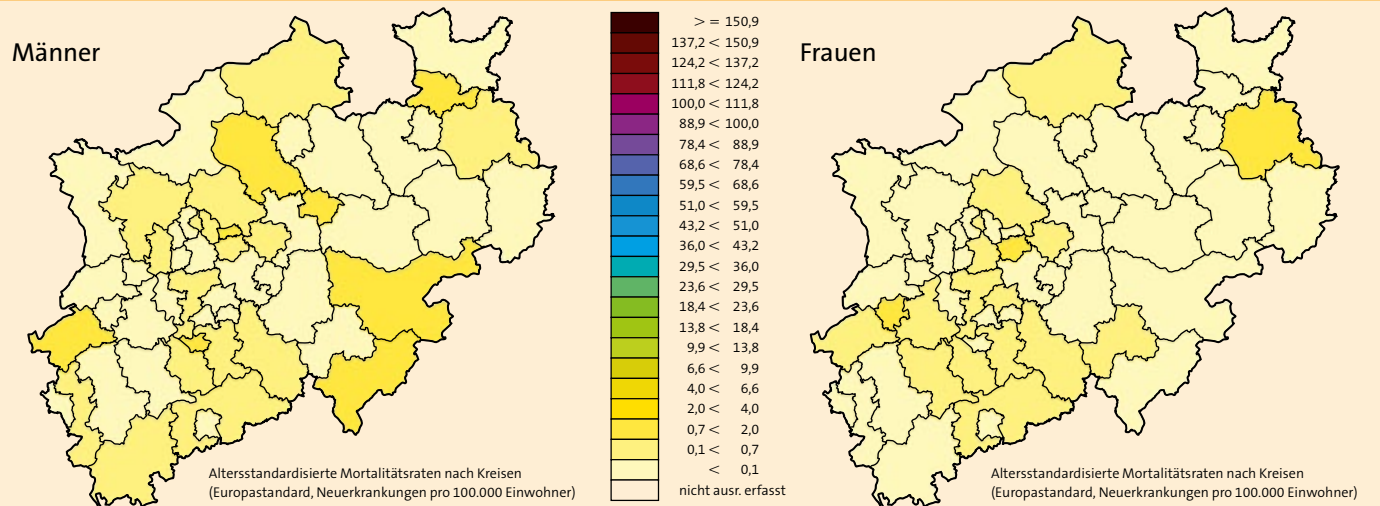 Männer
Frauen
> = 150,9
137,2 < 150,9
124,2 < 137,2
111,8 < 124,2
100,0 < 111,8
88,9 < 100,0
78,4 < 88,9
68,6 < 78,4
59,5 < 68,6
51,0 < 59,5
43,2 < 51,0
36,0 < 43,2
29,5 < 36,0
23,6 < 29,5
18,4 < 23,6
13,8 < 18,4
9,9 < 13,8
6,6 < 9,9
4,0 < 6,6
2,0 < 4,0
0,7 < 2,0
0,1 < 0,7
< 0,1
nicht ausr. erfasst
Altersstandardisierte Mortalitätsraten nach Kreisen
(Europastandard, Neuerkrankungen pro 100.000 Einwohner)
Altersstandardisierte Mortalitätsraten nach Kreisen
(Europastandard, Neuerkrankungen pro 100.000 Einwohner)